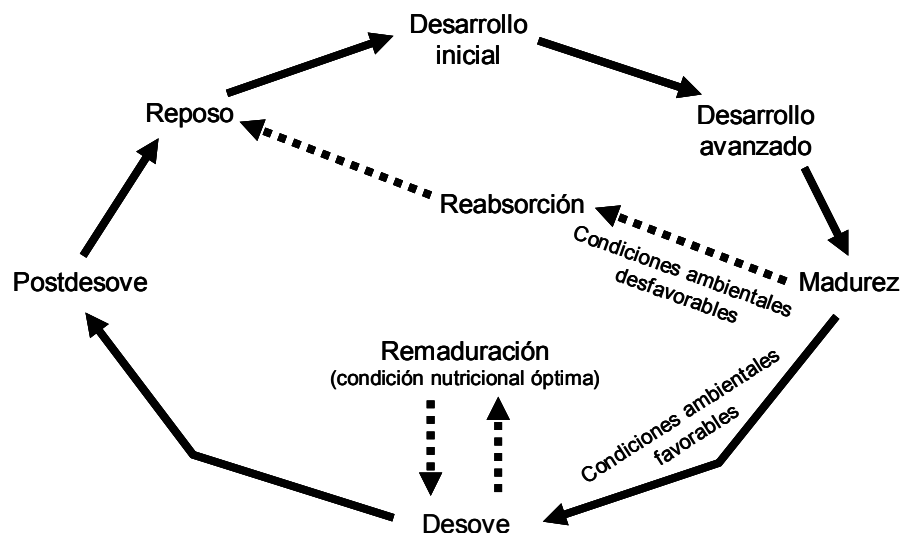 Desarrollo
inicial
Reposo
Desarrollo
avanzado
Reabsorción
Condiciones ambientales
desfavorables
Postdesove
Madurez
Remaduración
(condición nutricional óptima)
Condiciones ambientales
favorables
Desove